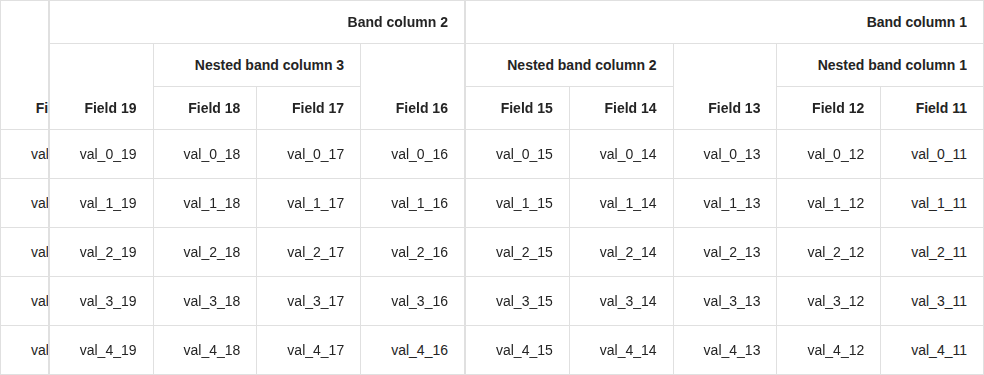 Band column 2 Band column 1
Nested band column 3 Nested band column 2 Nested band column 1
Field 19 Field 18 Field 17 Field 16 Field 15 Field 14 Field 13 Field 12 Field 11
val_0_19 val_0_18 val_0_17 val_0_16 val_0_15 val_0_14 val_0_13 val_0_12 val_0_11
val_1_19 val_1_18 val_1_17 val_1_16 val_1_15 val_1_14 val_1_13 val_1_12 val_1_11
val_2_19 val_2_18 val_2_17 val_2_16 val_2_15 val_2_14 val_2_13 val_2_12 val_2_11
val_3_19 val_3_18 val_3_17 val_3_16 val_3_15 val_3_14 val_3_13 val_3_12 val_3_11
val_4_19 val_4_18 val_4_17 val_4_16 val_4_15 val_4_14 val_4_13 val_4_12 val_4_11